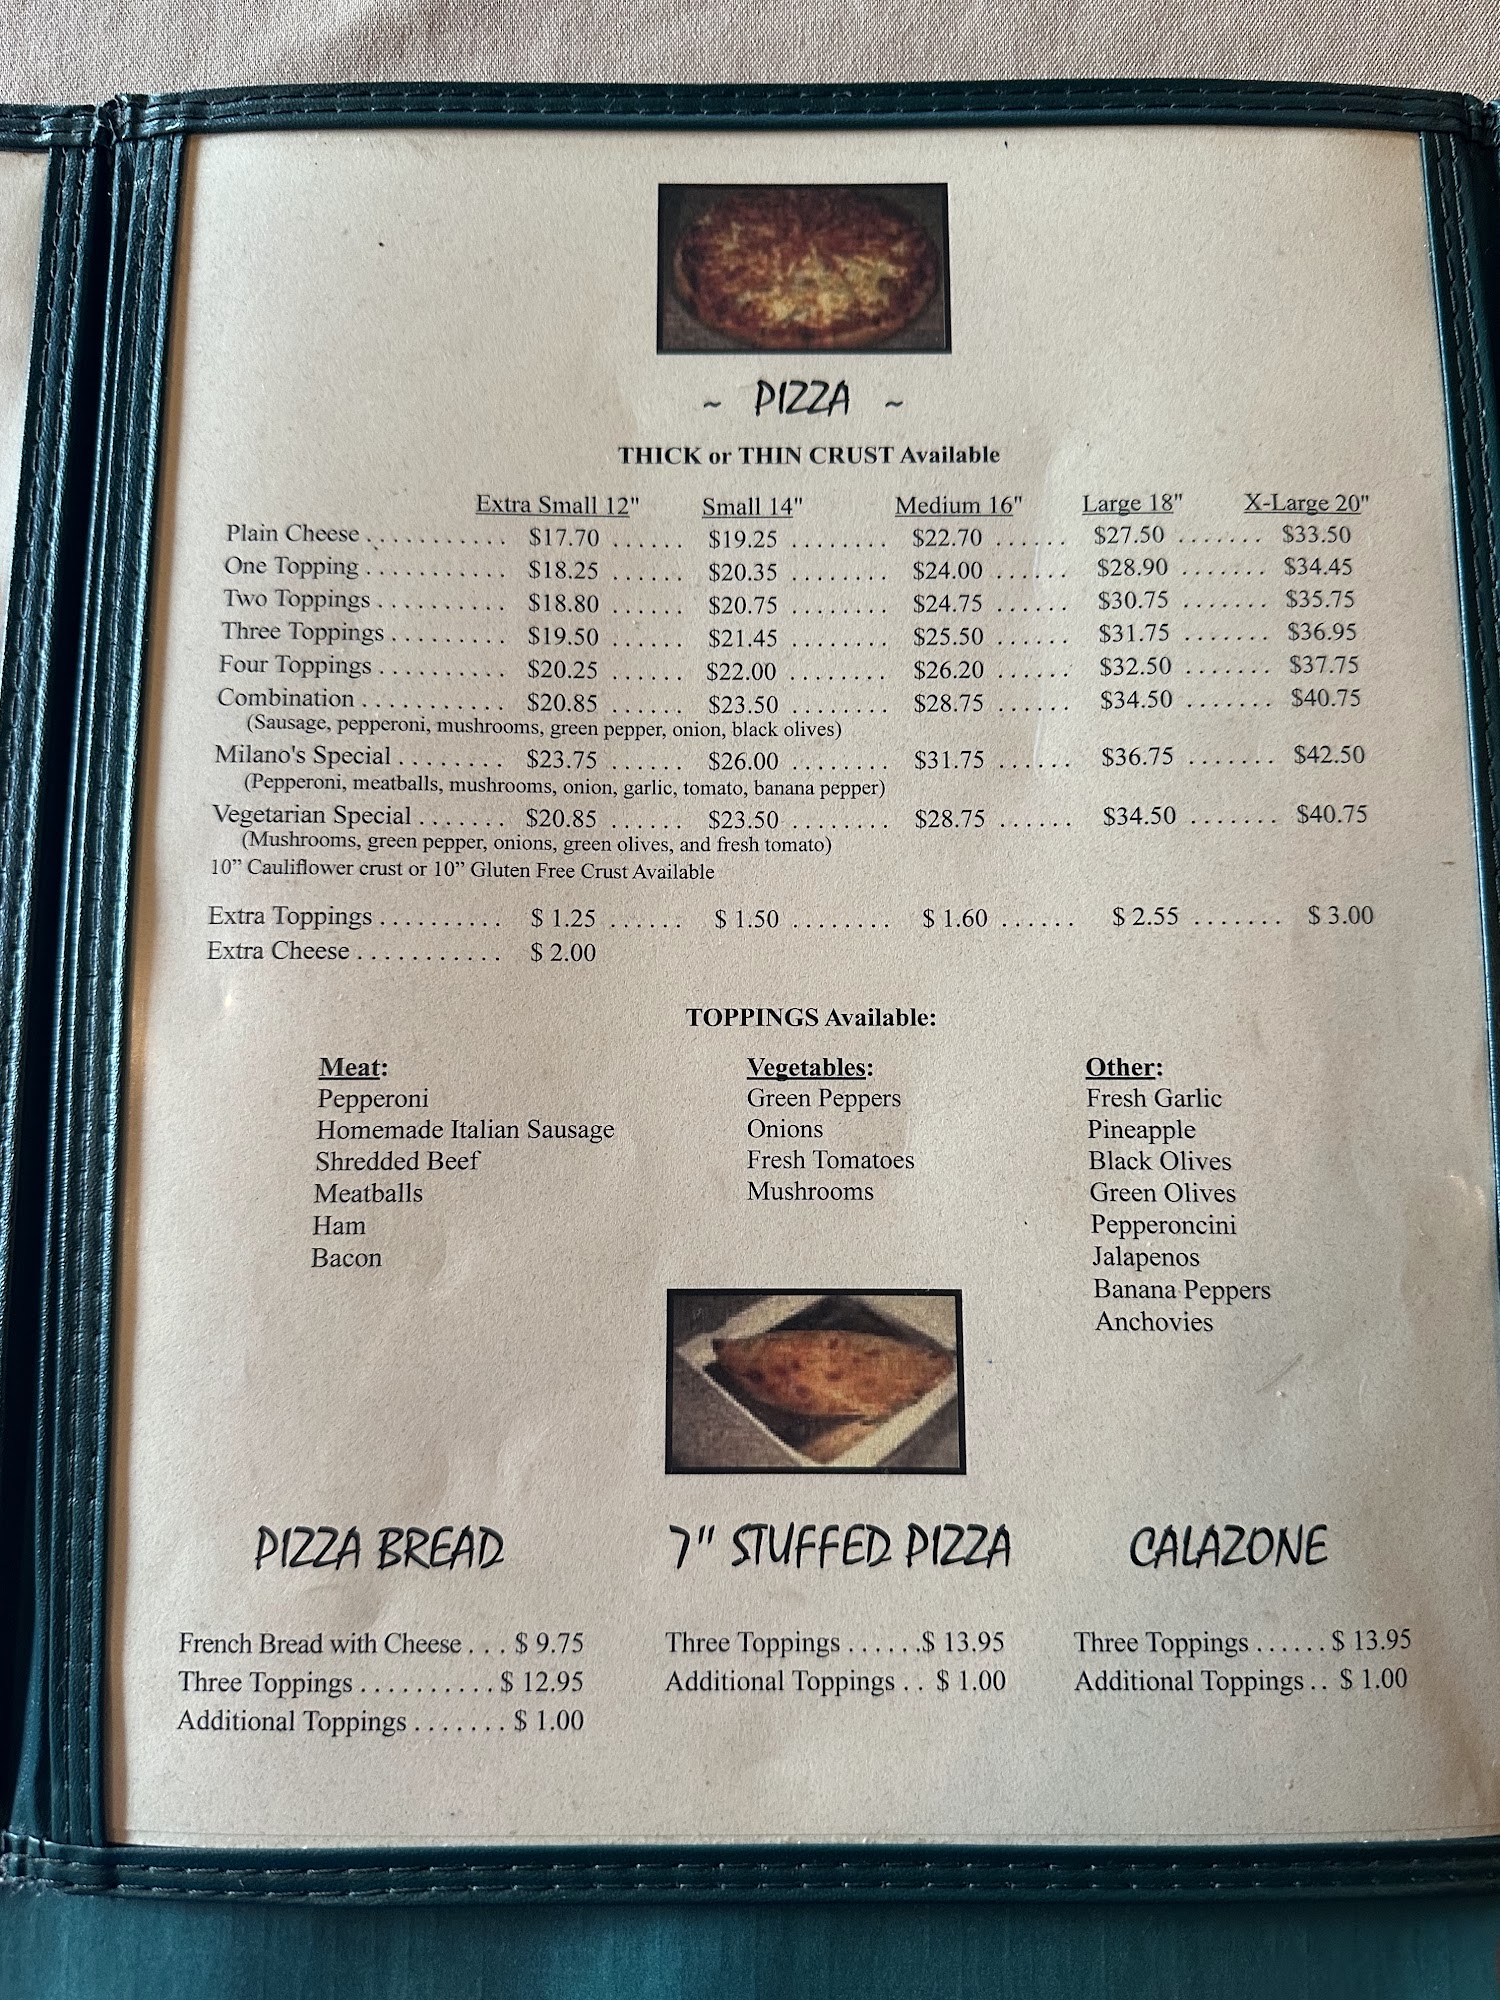 ~ PIZZA ~
THICK or THIN CRUST Available
Extra Small 12" Small 14" Medium 16" Large 18" X-Large 20"
Plain Cheese . . . . . . . . . . . $17.70 . . . . . . $19.25 . . . . . . . . $22.70 . . . . . . $27.50 . . . . . . . $33.50
One Topping . . . . . . . . . . . $18.25 . . . . . . $20.35 . . . . . . . . $24.00 . . . . . . $28.90 . . . . . . . $34.45
Two Toppings . . . . . . . . . . $18.80 . . . . . . $20.75 . . . . . . . . $24.75 . . . . . . $30.75 . . . . . . . $35.75
Three Toppings . . . . . . . . . $19.50 . . . . . . $21.45 . . . . . . . . $25.50 . . . . . . $31.75 . . . . . . . $36.95
Four Toppings . . . . . . . . . . $20.25 . . . . . . $22.00 . . . . . . . . $26.20 . . . . . . $32.50 . . . . . . . $37.75
Combination . . . . . . . . . . . $20.85 . . . . . . $23.50 . . . . . . . . $28.75 . . . . . . $34.50 . . . . . . . $40.75
(Sausage, pepperoni, mushrooms, green pepper, onion, black olives)
Milano's Special . . . . . . . . $23.75 . . . . . . $26.00 . . . . . . . . $31.75 . . . . . . $36.75 . . . . . . . $42.50
(Pepperoni, meatballs, mushrooms, onion, garlic, tomato, banana pepper)
Vegetarian Special . . . . . . . $20.85 . . . . . . $23.50 . . . . . . . . $28.75 . . . . . . $34.50 . . . . . . . $40.75
(Mushrooms, green pepper, onions, green olives, and fresh tomato)
10” Cauliflower crust or 10” Gluten Free Crust Available
Extra Toppings . . . . . . . . . . $ 1.25 . . . . . . $ 1.50 . . . . . . . . $ 1.60 . . . . . . $ 2.55 . . . . . . . $ 3.00
Extra Cheese . . . . . . . . . . . $ 2.00
TOPPINGS Available:
Meat:
Pepperoni
Homemade Italian Sausage
Shredded Beef
Meatballs
Ham
Bacon
Vegetables:
Green Peppers
Onions
Fresh Tomatoes
Mushrooms
Other:
Fresh Garlic
Pineapple
Black Olives
Green Olives
Pepperoncini
Jalapenos
Banana Peppers
Anchovies
PIZZA BREAD
French Bread with Cheese . . . $ 9.75
Three Toppings . . . . . . . . . . $ 12.95
Additional Toppings . . . . . . . $ 1.00
7" STUFFED PIZZA
Three Toppings . . . . . . $ 13.95
Additional Toppings . . $ 1.00
CALAZONE
Three Toppings . . . . . . $ 13.95
Additional Toppings . . $ 1.00